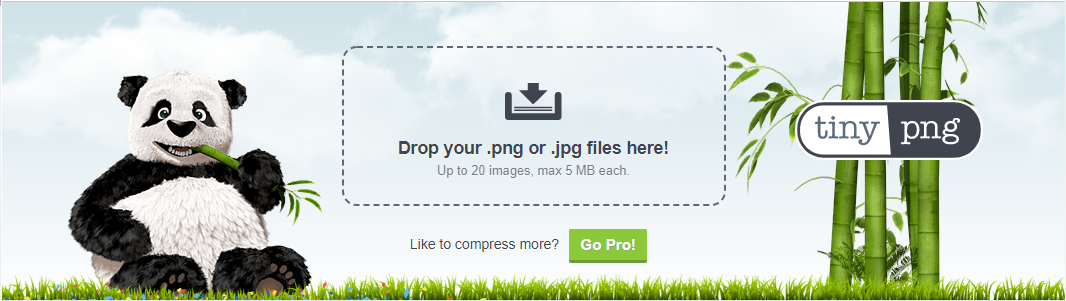 Drop your .png or .jpg files here!
Up to 20 images, max 5 MB each.
tiny png
Like to compress more? Go Pro!